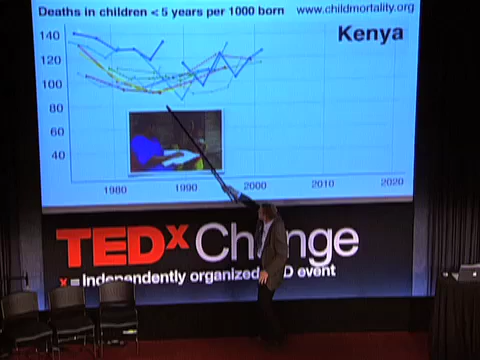 Deaths in children < 5 years per 1000 born
www.childmortality.org
Kenya
140
120
100
80
60
40
1980
1990
2000
2010
2020
TEDx Change
x = Independently organized D event